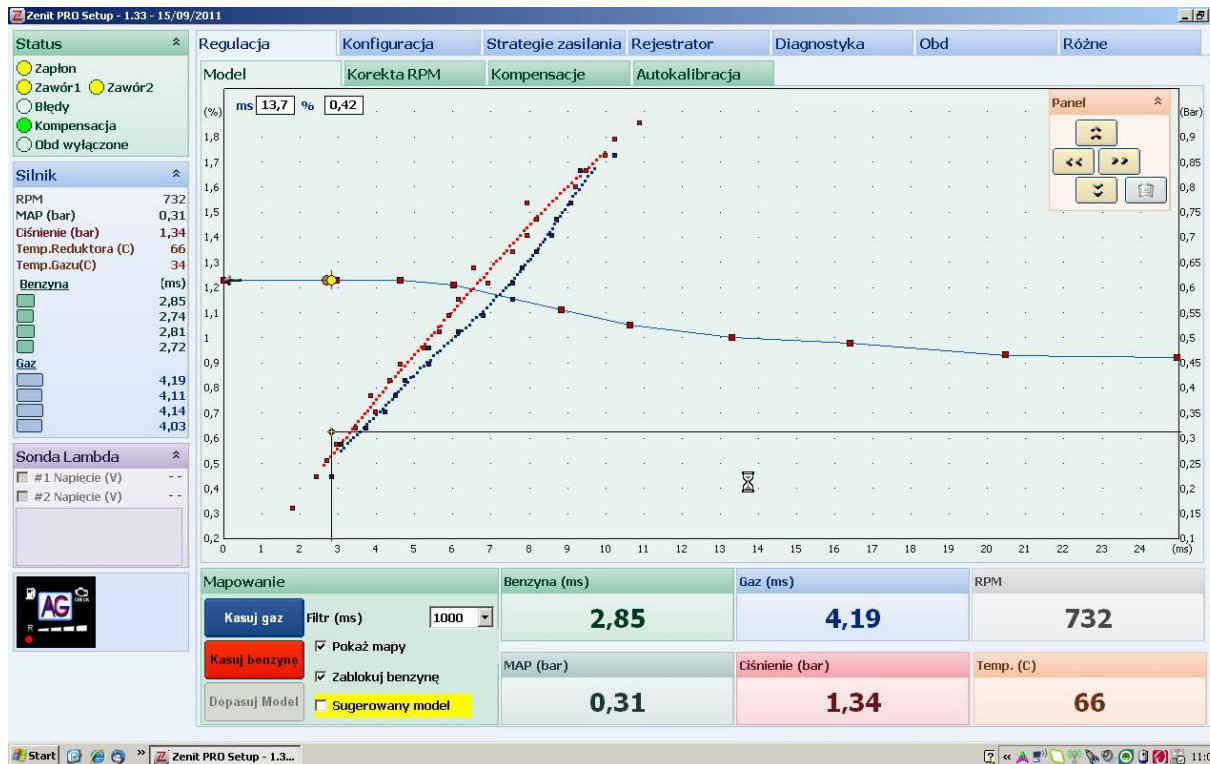 Zenit PRO Setup - 1.33 - 15/09/2011
Status
Zapłon
Zawór1 Zawór2
Błędy
Kompensacja
Obd wyłączone
Silnik
RPM 732
MAP (bar) 0,31
Ciśnienie (bar) 1,34
Temp.Reduktora (C) 66
Temp.Gazu(C) 34
Benzyna (ms)
2,85
2,74
2,81
2,72
Gaz
4,19
4,11
4,14
4,03
Sonda Lambda
#1 Napięcie (V) --
#2 Napięcie (V) --
AG
CHECK
R
Regulacja Konfiguracja Strategie zasilania Rejestrator Diagnostyka Obd Różne
Model Korekta RPM Kompensacje Autokalibracja
ms 13,7 % 0,42
(%)
1,8
1,7
1,6
1,5
1,4
1,3
1,2
1,1
1
0,9
0,8
0,7
0,6
0,5
0,4
0,3
0,2
0 1 2 3 4 5 6 7 8 9 10 11 12 13 14 15 16 17 18 19 20 21 22 23 24 (ms)
Panel
<< >>
(Bar)
0,9
0,85
0,8
0,75
0,7
0,65
0,6
0,55
0,5
0,45
0,4
0,35
0,3
0,25
0,2
0,15
0,1
Mapowanie
Kasuj gaz Filtr (ms) 1000
Pokaż mapy
Kasuj benzynę
Zablokuj benzynę
Dopasuj Model Sugerowany model
Benzyna (ms)
2,85
Gaz (ms)
4,19
RPM
732
MAP (bar)
0,31
Ciśnienie (bar)
1,34
Temp. (C)
66
Start » Zenit PRO Setup - 1.3... «